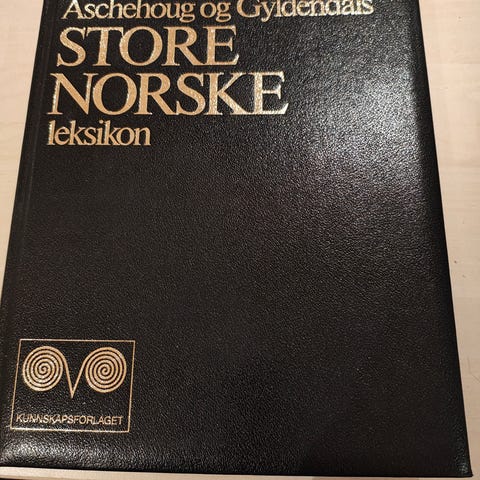 Aschehoug og Gyldendals
STORE
NORSKE
leksikon
KUNNSKAPSFORLAGET